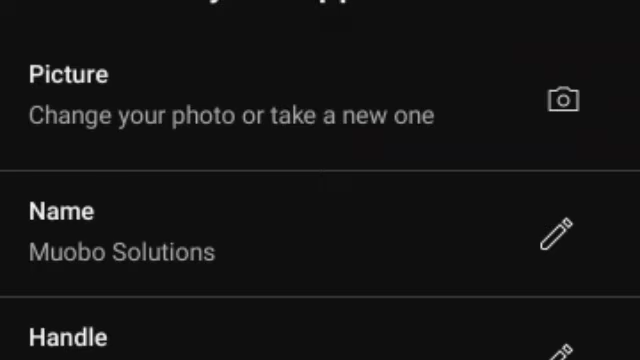 Picture
Change your photo or take a new one
Name
Muobo Solutions
Handle